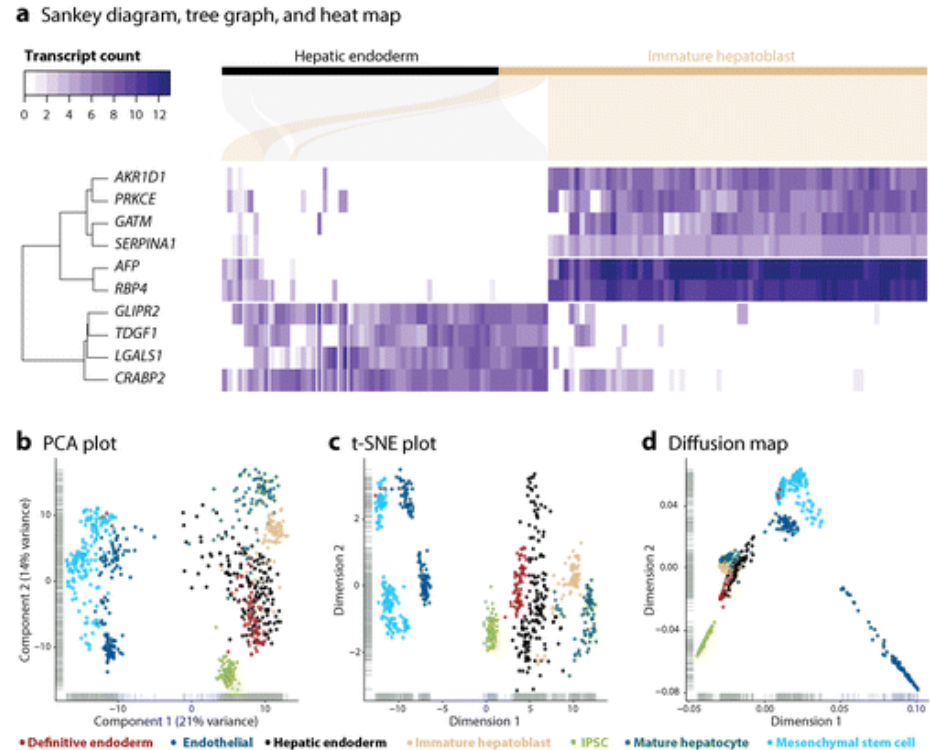 a Sankey diagram, tree graph, and heat map
Transcript count
0 2 4 6 8 10 12
Hepatic endoderm
Immature hepatoblast
AKR1D1
PRKCE
GATM
SERPINA1
AFP
RBP4
GLIPR2
TDGF1
LGALS1
CRABP2
b PCA plot
Component 2 (14% variance)
10
0
−10
−10 0 10
Component 1 (21% variance)
c t-SNE plot
Dimension 2
2
0
−2
−10 −5 0 5 10
Dimension 1
d Diffusion map
Dimension 2
0.04
0.00
−0.04
−0.08
−0.05 0.00 0.05 0.10
Dimension 1
Definitive endoderm Endothelial Hepatic endoderm Immature hepatoblast iPSC Mature hepatocyte Mesenchymal stem cell